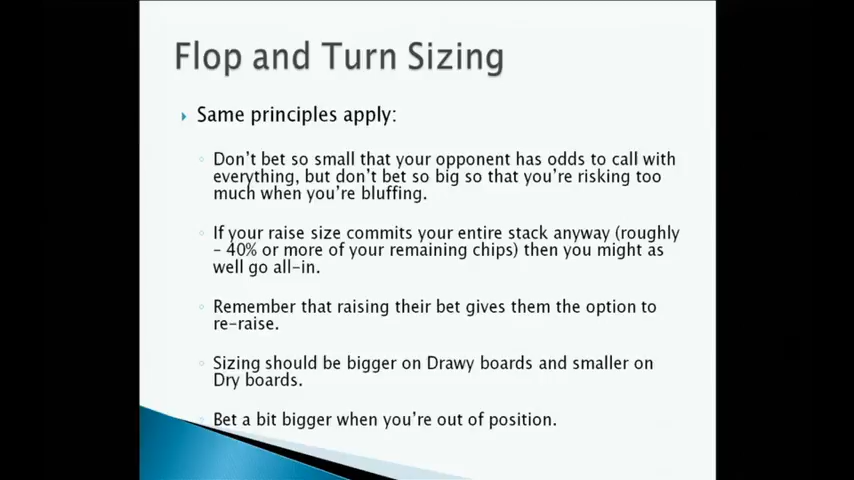 Flop and Turn Sizing
Same principles apply:
Don't bet so small that your opponent has odds to call with
everything, but don't bet so big so that you're risking too
much when you're bluffing.
If your raise size commits your entire stack anyway (roughly
- 40% or more of your remaining chips) then you might as
well go all-in.
Remember that raising their bet gives them the option to
re-raise.
Sizing should be bigger on Drawy boards and smaller on
Dry boards.
Bet a bit bigger when you're out of position.